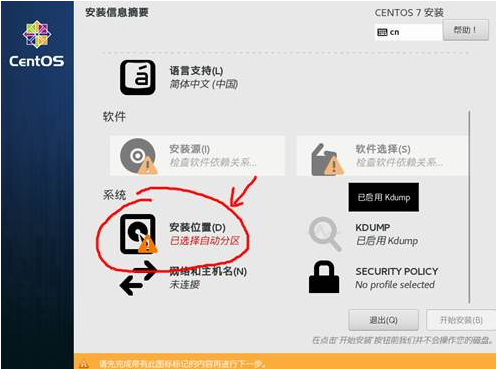 安装信息摘要
CENTOS 7 安装
cn
帮助！
CentOS
语言支持(L)
简体中文 (中国)
软件
安装源(I)
检查软件依赖关系...
软件选择(S)
检查软件依赖关系...
系统
已启用 Kdump
安装位置(D)
已选择自动分区
KDUMP
已启用 Kdump
网络和主机名(N)
未连接
SECURITY POLICY
No profile selected
退出(Q)
开始安装(B)
在点击'开始安装'按钮前我们并不会操作您的磁盘。
请先完成带有此图标标记的内容再进行下一步。